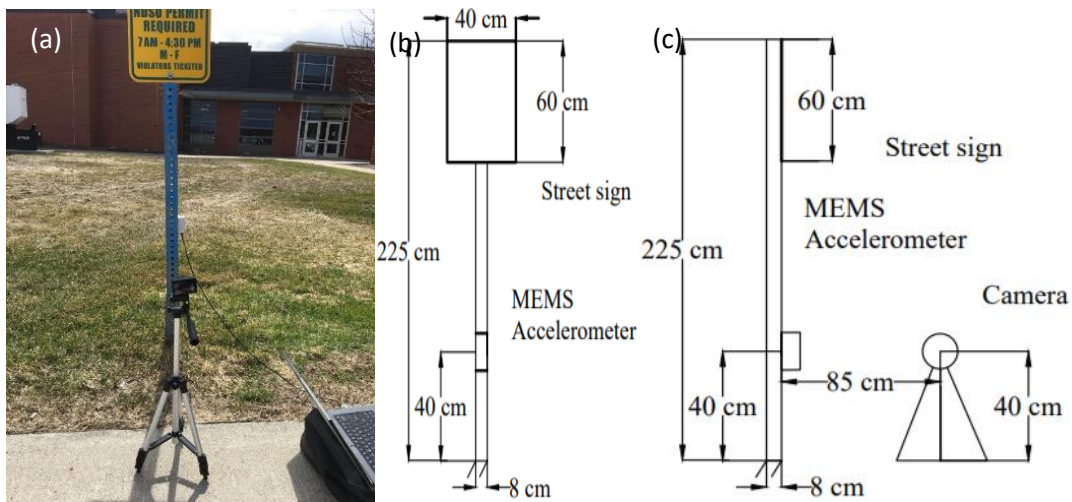 (a)
NDSU PERMIT
REQUIRED
7 AM - 4:30 PM
M - F
VIOLATORS TICKETED
(b)
40 cm
60 cm
Street sign
225 cm
MEMS
Accelerometer
40 cm
8 cm
(c)
60 cm
Street sign
MEMS
Accelerometer
225 cm
Camera
85 cm
40 cm
40 cm
8 cm